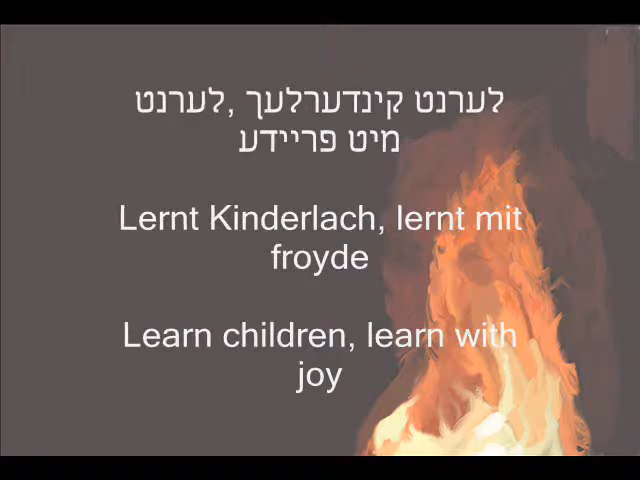 לערנט קינדערלעך ,לערנט
מיט פריידע
Lernt Kinderlach, lernt mit
froyde
Learn children, learn with
joy